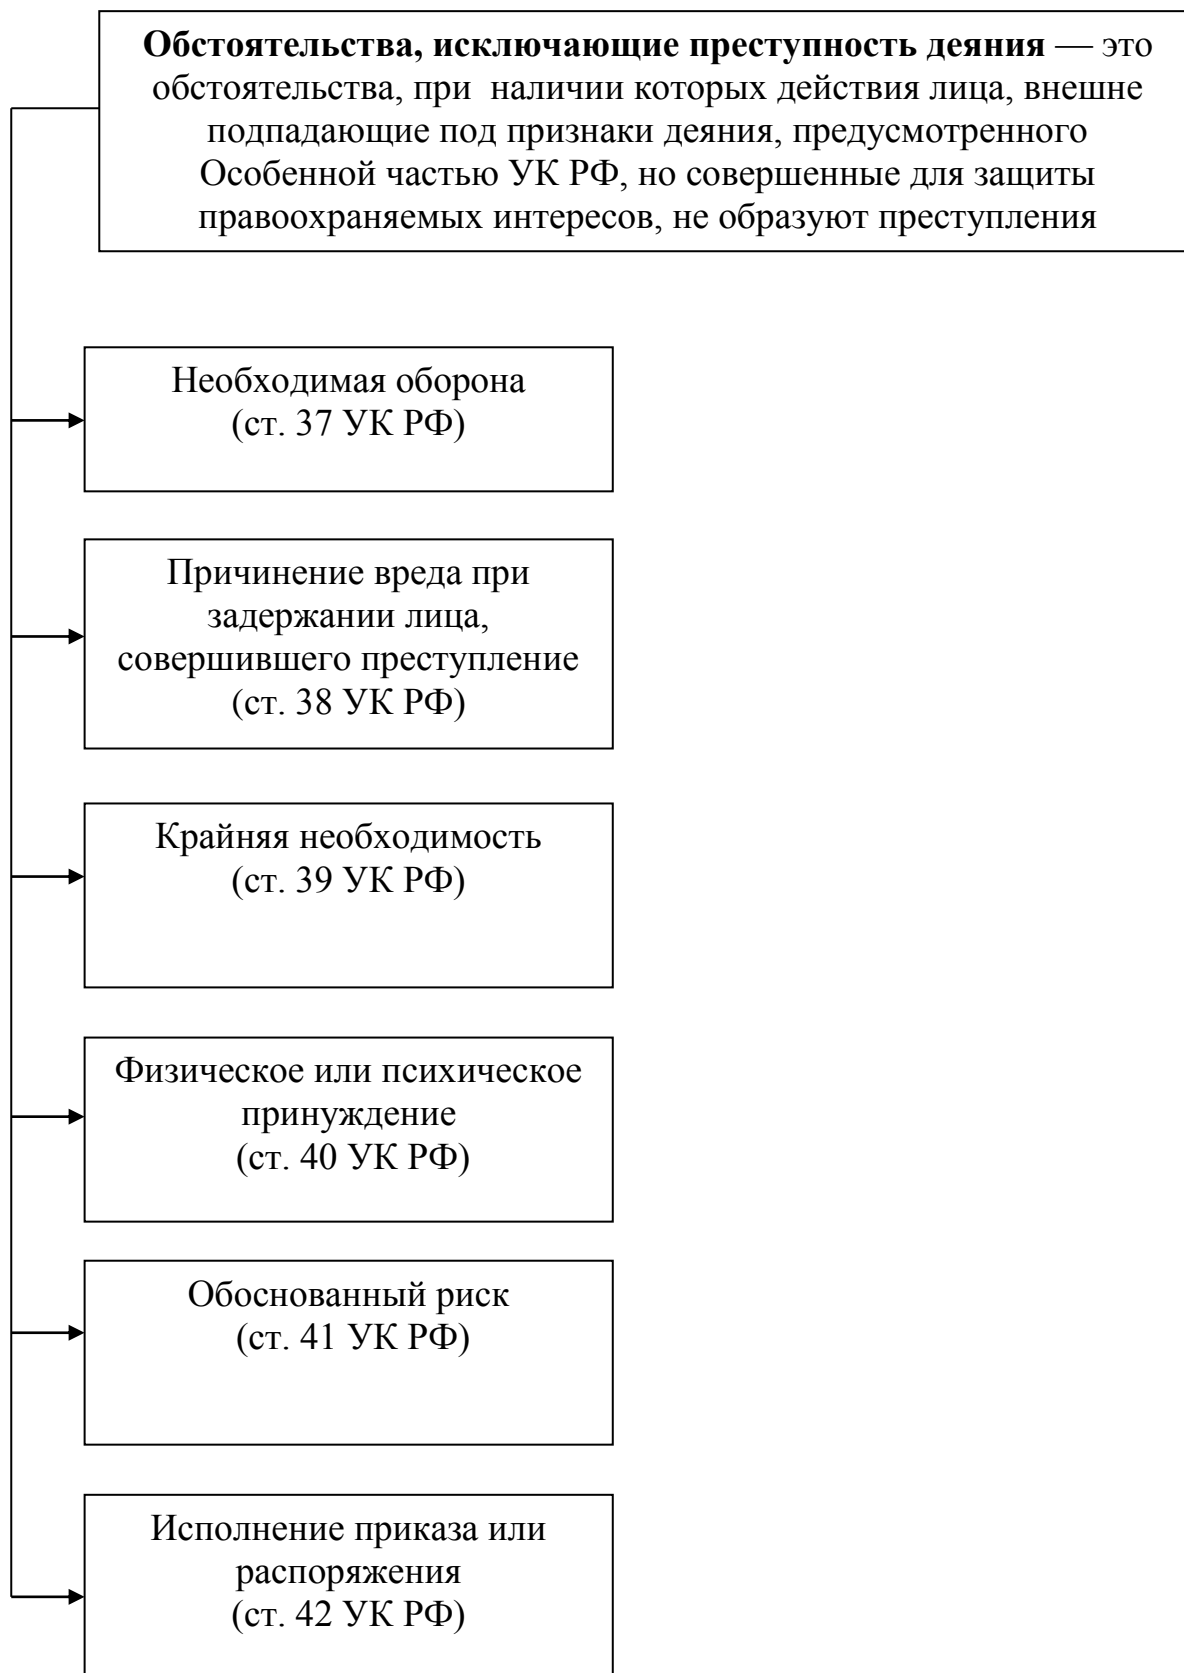 Обстоятельства, исключающие преступность деяния — это
обстоятельства, при наличии которых действия лица, внешне
подпадающие под признаки деяния, предусмотренного
Особенной частью УК РФ, но совершенные для защиты
правоохраняемых интересов, не образуют преступления
Необходимая оборона
(ст. 37 УК РФ)
Причинение вреда при
задержании лица,
совершившего преступление
(ст. 38 УК РФ)
Крайняя необходимость
(ст. 39 УК РФ)
Физическое или психическое
принуждение
(ст. 40 УК РФ)
Обоснованный риск
(ст. 41 УК РФ)
Исполнение приказа или
распоряжения
(ст. 42 УК РФ)